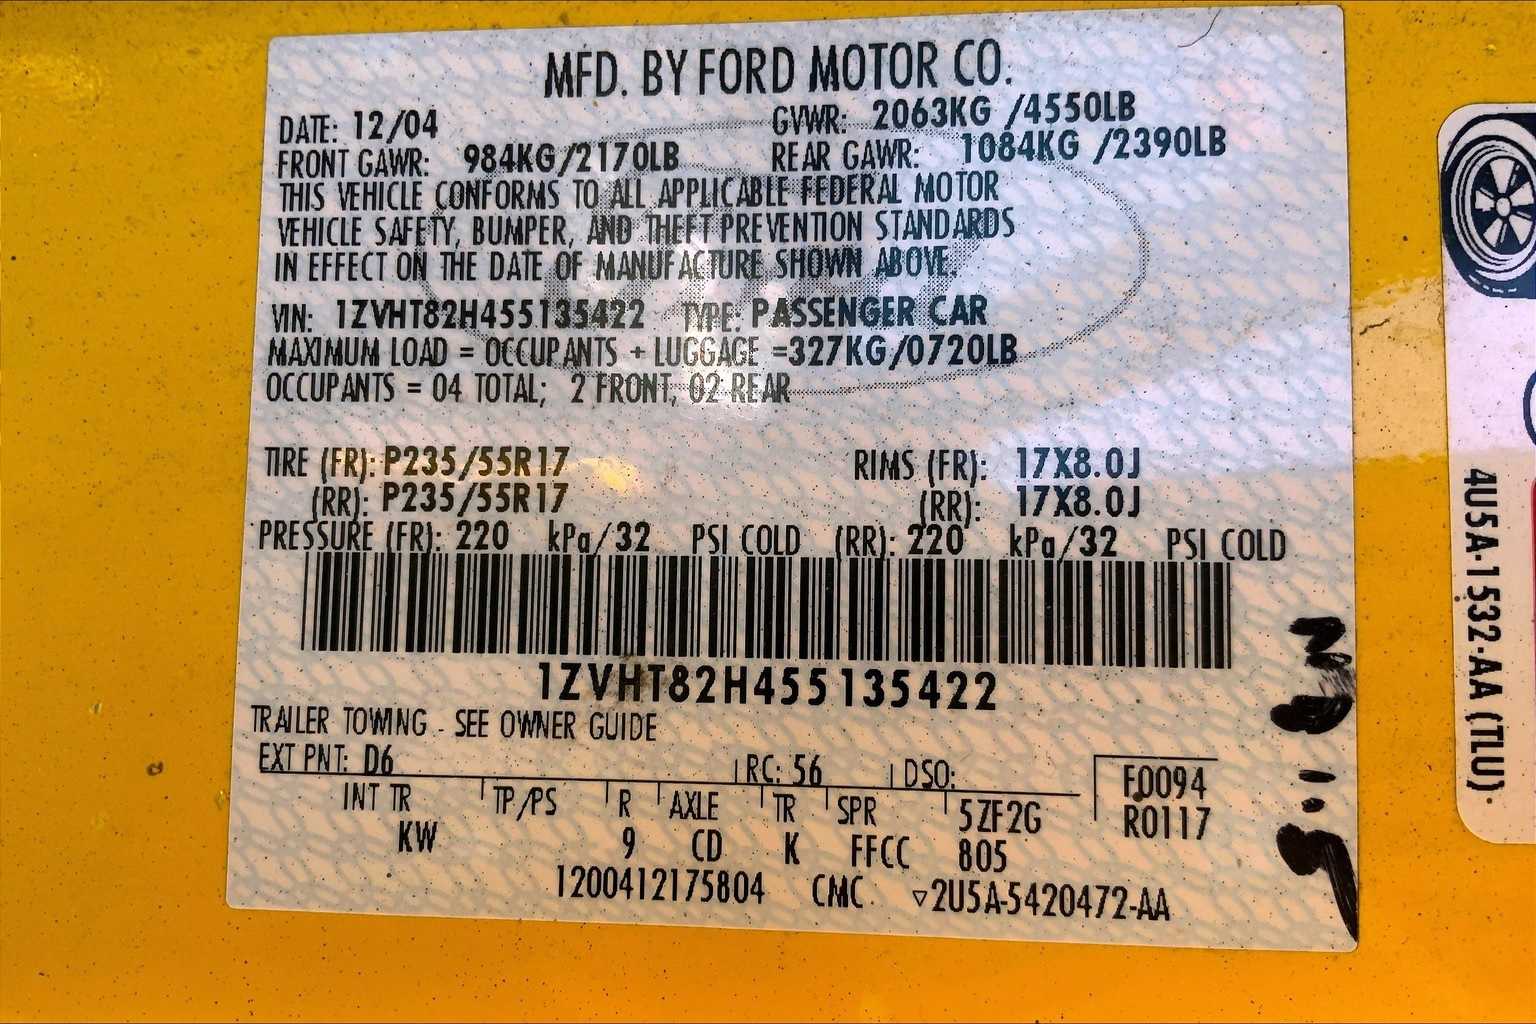 MFD. BY FORD MOTOR CO.
DATE: 12/04 GVWR: 2063KG /4550LB
FRONT GAWR: 984KG/2170LB REAR GAWR: 1084KG /2390LB
THIS VEHICLE CONFORMS TO ALL APPLICABLE FEDERAL MOTOR
VEHICLE SAFETY, BUMPER, AND THEFT PREVENTION STANDARDS
IN EFFECT ON THE DATE OF MANUFACTURE SHOWN ABOVE.
VIN: 1ZVHT82H455135422 TYPE: PASSENGER CAR
MAXIMUM LOAD = OCCUPANTS + LUGGAGE =327KG/0720LB
OCCUPANTS = 04 TOTAL; 2 FRONT, 02 REAR
TIRE (FR): P235/55R17 RIMS (FR): 17X8.0J
(RR): P235/55R17 (RR): 17X8.0J
PRESSURE (FR): 220 kPa/32 PSI COLD (RR): 220 kPa/32 PSI COLD
1ZVHT82H455135422
TRAILER TOWING - SEE OWNER GUIDE
EXT PNT: D6 RC: 56 DSO: F0094
INT TR TP/PS R AXLE TR SPR 5ZF2G R0117
KW 9 CD K FFCC 805
1200412175804 CMC ▽2U5A-5420472-AA
4U5A-1532-AA (TLU)